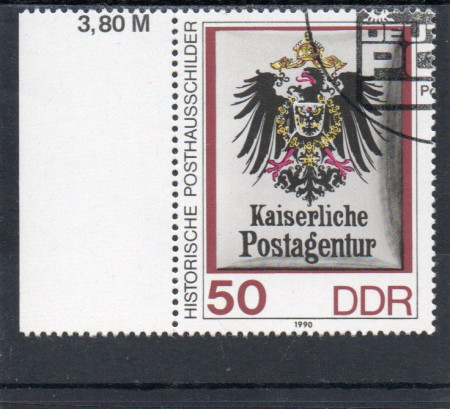 3,80 M
HISTORISCHE POSTHAUSSCHILDER
Kaiserliche
Postagentur
50 DDR
1990